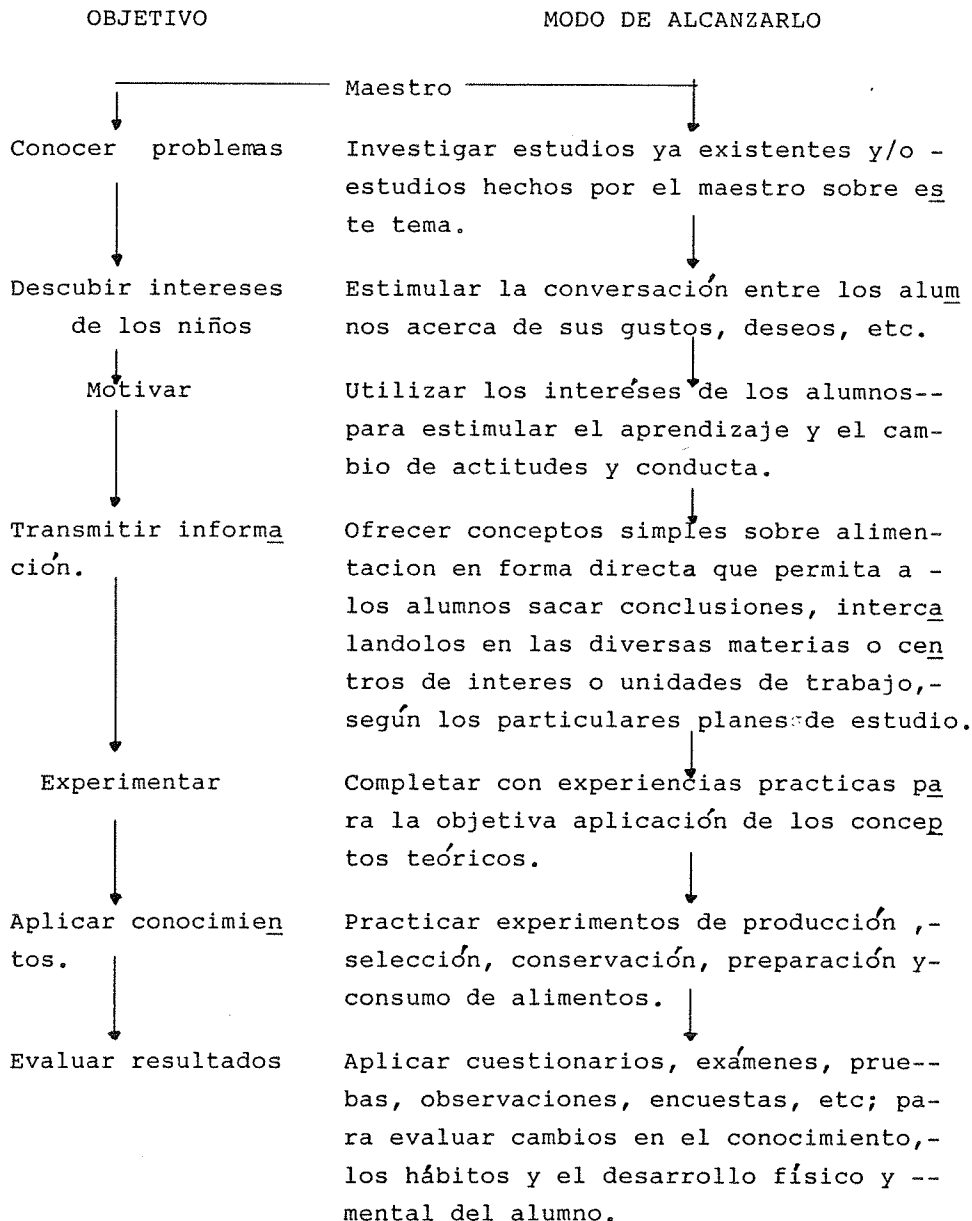 OBJETIVO MODO DE ALCANZARLO
Maestro
Conocer problemas Investigar estudios ya existentes y/o -
estudios hechos por el maestro sobre es
te tema.
Descubir intereses Estimular la conversación entre los alum
de los niños nos acerca de sus gustos, deseos, etc.
Motivar Utilizar los interéses de los alumnos--
para estimular el aprendizaje y el cam-
bio de actitudes y conducta.
Transmitir informa Ofrecer conceptos simples sobre alimen-
ción. tacion en forma directa que permita a -
los alumnos sacar conclusiones, interca
landolos en las diversas materias o cen
tros de interes o unidades de trabajo,-
según los particulares planes de estudio.
Experimentar Completar con experiencias practicas pa
ra la objetiva aplicación de los concep
tos teóricos.
Aplicar conocimien Practicar experimentos de producción ,-
tos. selección, conservación, preparación y-
consumo de alimentos.
Evaluar resultados Aplicar cuestionarios, exámenes, prue--
bas, observaciones, encuestas, etc; pa-
ra evaluar cambios en el conocimiento,-
los hábitos y el desarrollo físico y --
mental del alumno.